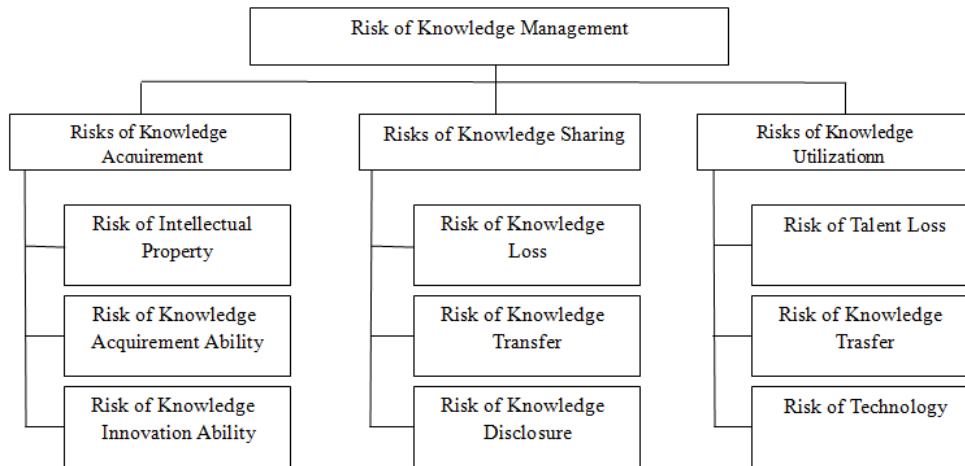 Risk of Knowledge Management
Risks of Knowledge
Acquirement
Risks of Knowledge Sharing
Risks of Knowledge
Utilizationn
Risk of Intellectual
Property
Risk of Knowledge
Acquirement Ability
Risk of Knowledge
Innovation Ability
Risk of Knowledge
Loss
Risk of Knowledge
Transfer
Risk of Knowledge
Disclosure
Risk of Talent Loss
Risk of Knowledge
Trasfer
Risk of Technology